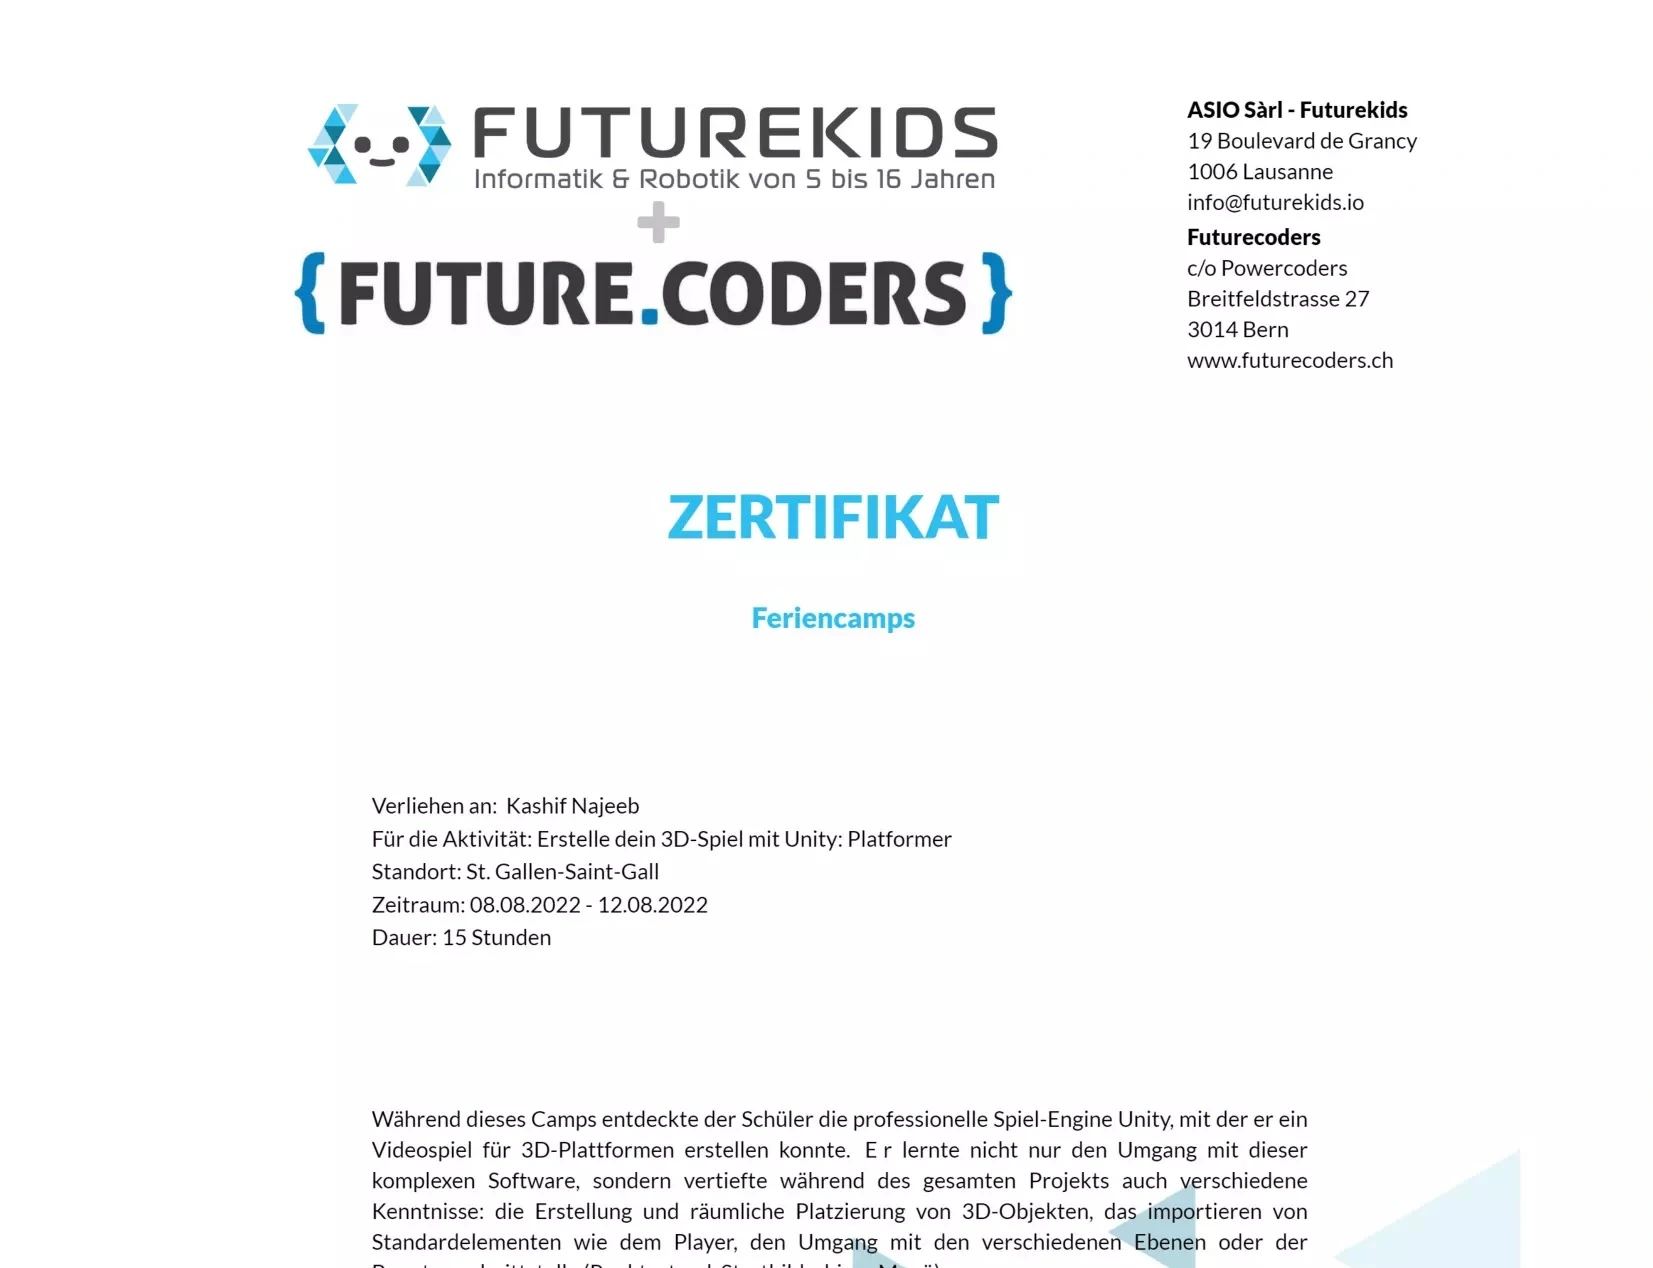 FUTUREKIDS
Informatik & Robotik von 5 bis 16 Jahren
+
{FUTURE.CODERS}
ASIO Sàrl - Futurekids
19 Boulevard de Grancy
1006 Lausanne
info@futurekids.io
Futurecoders
c/o Powercoders
Breitfeldstrasse 27
3014 Bern
www.futurecoders.ch
ZERTIFIKAT
Feriencamps
Verliehen an: Kashif Najeeb
Für die Aktivität: Erstelle dein 3D-Spiel mit Unity: Platformer
Standort: St. Gallen-Saint-Gall
Zeitraum: 08.08.2022 - 12.08.2022
Dauer: 15 Stunden
Während dieses Camps entdeckte der Schüler die professionelle Spiel-Engine Unity, mit der er ein
Videospiel für 3D-Plattformen erstellen konnte. E r lernte nicht nur den Umgang mit dieser
komplexen Software, sondern vertiefte während des gesamten Projekts auch verschiedene
Kenntnisse: die Erstellung und räumliche Platzierung von 3D-Objekten, das importieren von
Standardelementen wie dem Player, den Umgang mit den verschiedenen Ebenen oder der